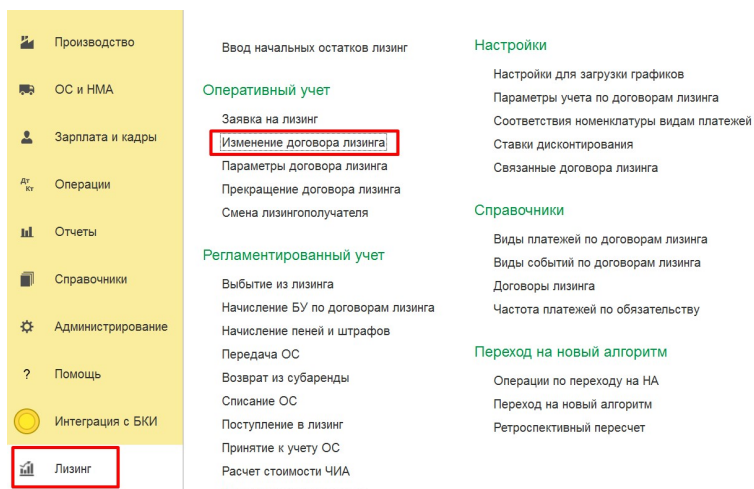 Производство
ОС и НМА
Зарплата и кадры
Дт
Кт
Операции
Отчеты
Справочники
Администрирование
?
Помощь
Интеграция с БКИ
Лизинг
Ввод начальных остатков лизинг
Оперативный учет
Заявка на лизинг
Изменение договора лизинга
Параметры договора лизинга
Прекращение договора лизинга
Смена лизингополучателя
Регламентированный учет
Выбытие из лизинга
Начисление БУ по договорам лизинга
Начисление пеней и штрафов
Передача ОС
Возврат из субаренды
Списание ОС
Поступление в лизинг
Принятие к учету ОС
Расчет стоимости ЧИА
Настройки
Настройки для загрузки графиков
Параметры учета по договорам лизинга
Соответствия номенклатуры видам платежей
Ставки дисконтирования
Связанные договора лизинга
Справочники
Виды платежей по договорам лизинга
Виды событий по договорам лизинга
Договоры лизинга
Частота платежей по обязательству
Переход на новый алгоритм
Операции по переходу на НА
Переход на новый алгоритм
Ретроспективный пересчет